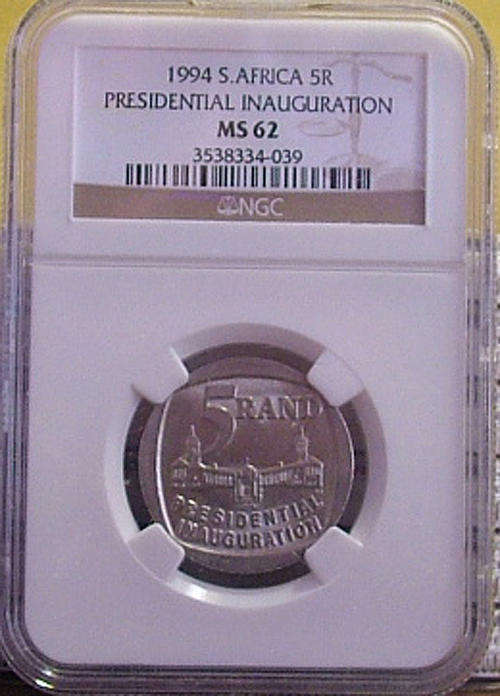 1994 S.AFRICA 5R
PRESIDENTIAL INAUGURATION
MS 62
3538334-039
NGC
5 RAND
PRESIDENTIAL
INAUGURATION